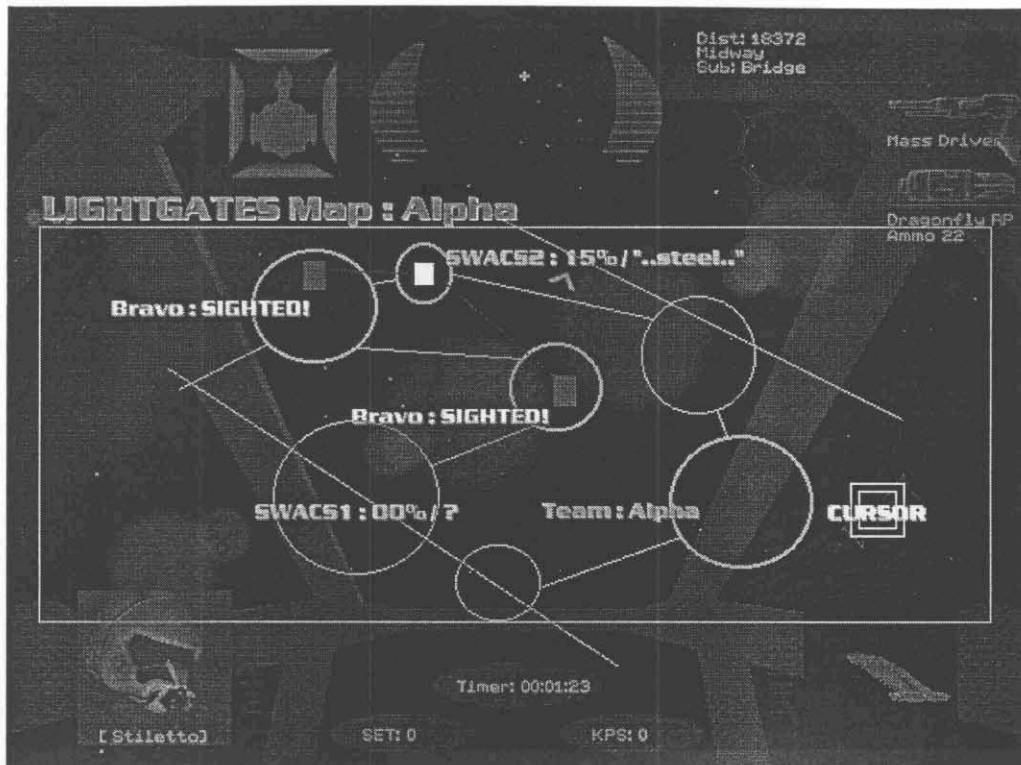 Dist: 18372
Midway
Sub: Bridge
Mass Driver
Dragonfly RP
Ammo 22
LIGHTGATES Map : Alpha
SWACS2 : 15%/"..steel.."
Bravo : SIGHTED!
Bravo : SIGHTED!
SWACS1 : 00%/?
Team : Alpha
CURSOR
Timer: 00:01:23
[Stiletto]
SET: 0
KPS: 0